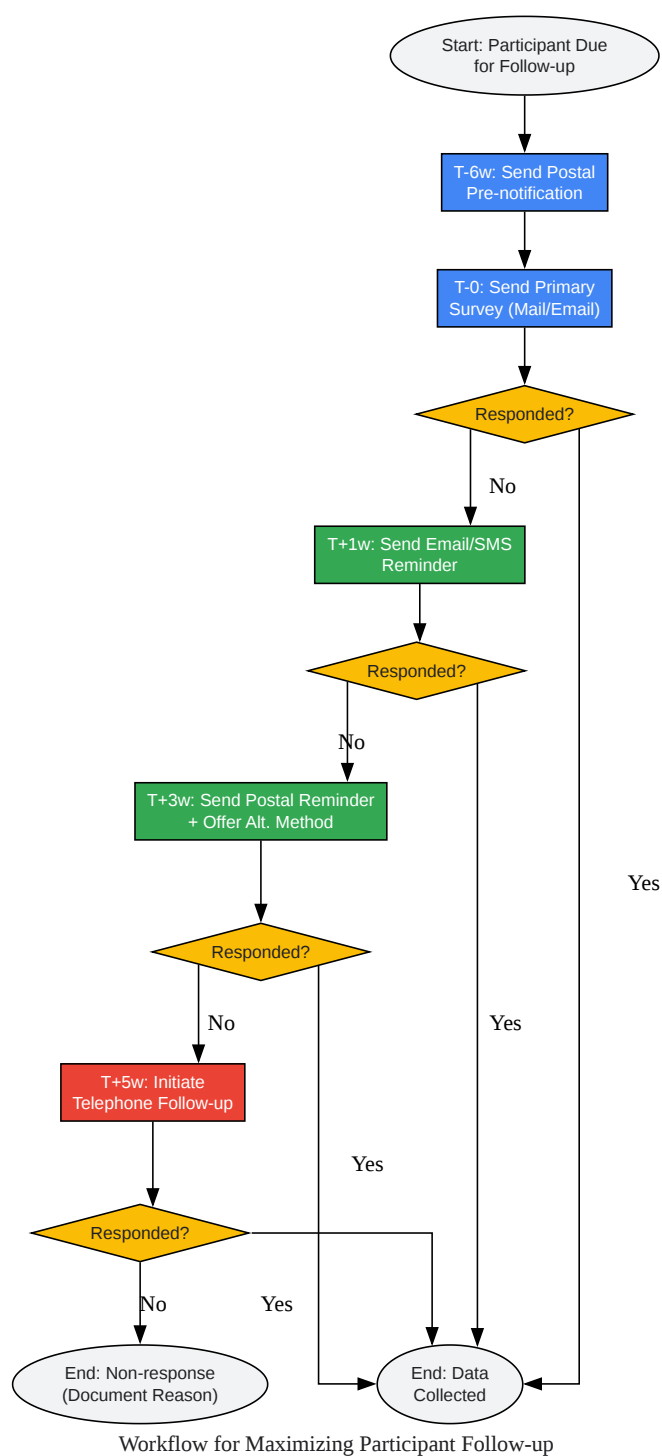 Start: Participant Due
for Follow-up
T-6w: Send Postal
Pre-notification
T-0: Send Primary
Survey (Mail/Email)
Responded?
No
T+1w: Send Email/SMS
Reminder
Responded?
No
T+3w: Send Postal Reminder
+ Offer Alt. Method
Yes
Responded?
No
Yes
T+5w: Initiate
Telephone Follow-up
Yes
Responded?
No
Yes
End: Non-response
(Document Reason)
End: Data
Collected
Workflow for Maximizing Participant Follow-up